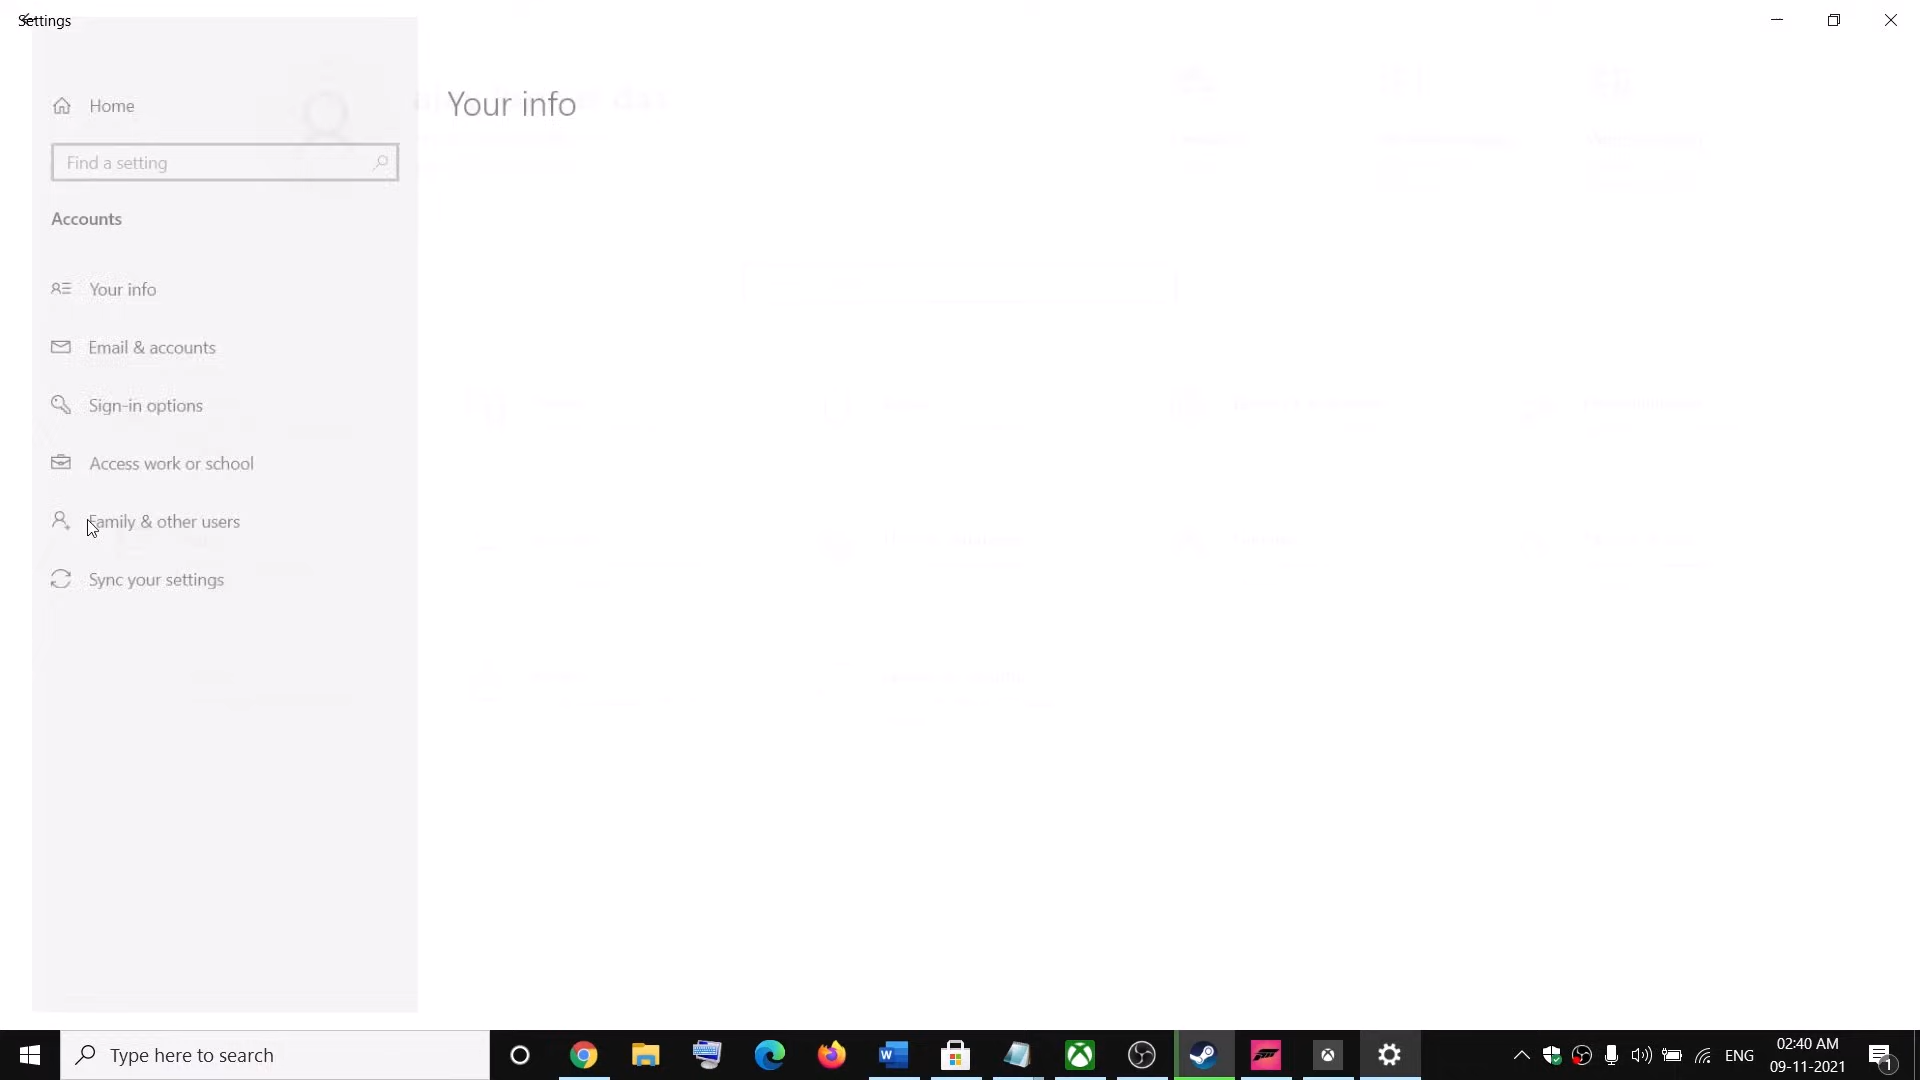 Settings
Home
Your info
Find a setting
Accounts
Your info
Email & accounts
Sign-in options
Access work or school
Family & other users
Sync your settings
Type here to search
ENG
02:40 AM
09-11-2021
1